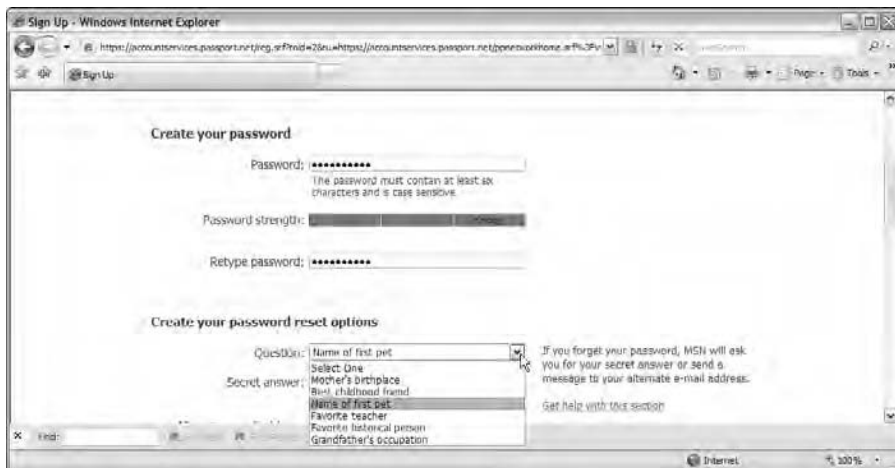 Sign Up - Windows Internet Explorer
Sign Up
Page
Tools
Create your password
Password:
The password must contain at least six
characters and is case sensitive.
Password strength:
Retype password:
Create your password reset options
Question: Name of first pet
Select One
Mother's birthplace
Best childhood friend
Name of first pet
Favorite teacher
Favorite historical person
Grandfather's occupation
Secret answer:
If you forget your password, MSN will ask
you for your secret answer or send a
message to your alternate e-mail address.
Get help with this section
Find:
Internet
100%